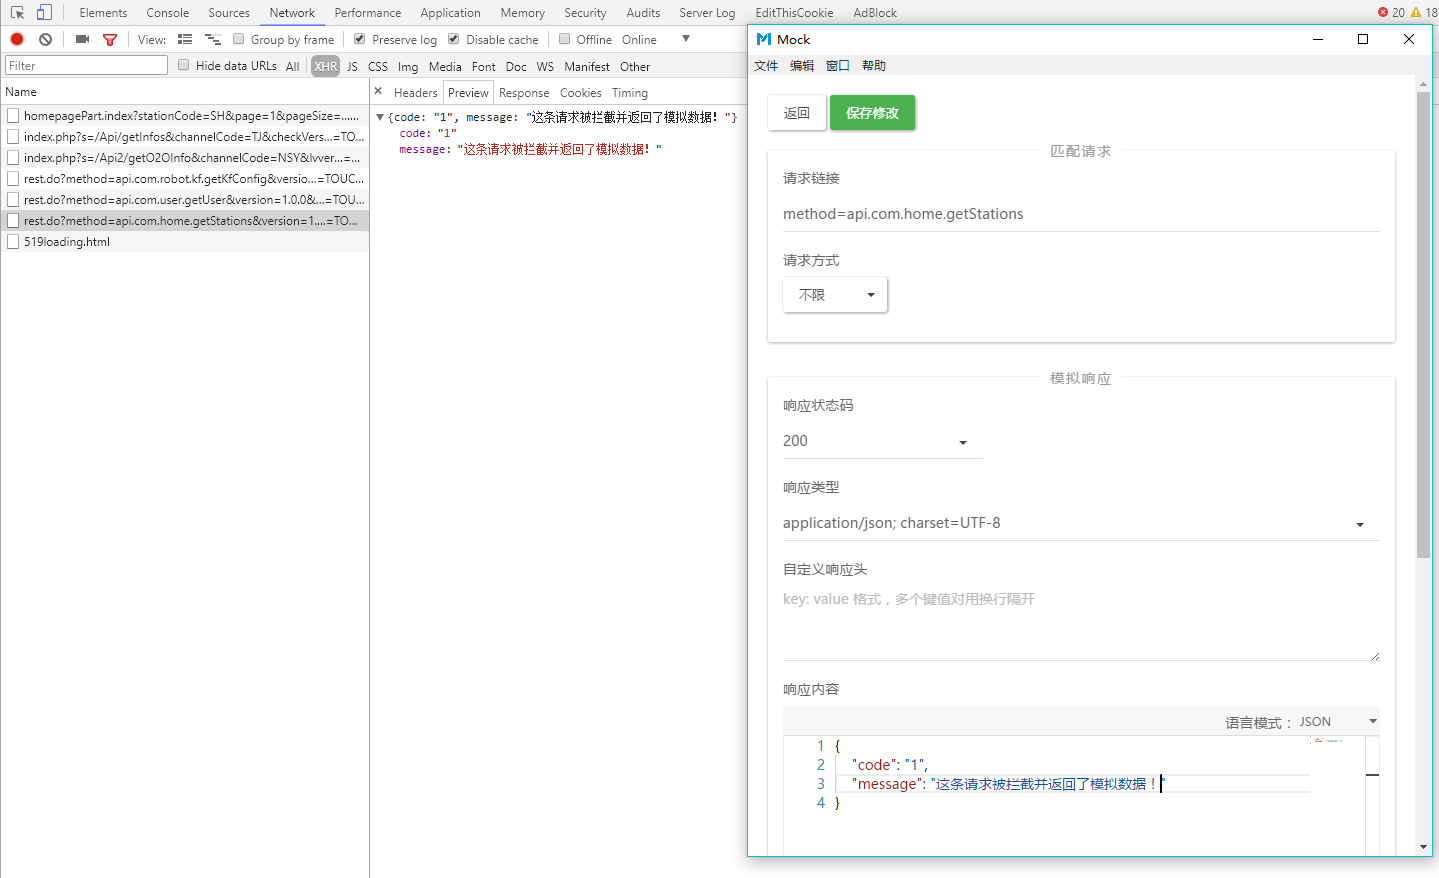 Elements Console Sources Network Performance Application Memory Security Audits Server Log EditThisCookie AdBlock 20 18
View: Group by frame Preserve log Disable cache Offline Online
Filter Hide data URLs All XHR JS CSS Img Media Font Doc WS Manifest Other
Name
homepagePart.index?stationCode=SH&page=1&pageSize=......
index.php?s=/Api/getInfos&channelCode=TJ&checkVers...=TO...
index.php?s=/Api2/getO2OInfo&channelCode=NSY&lvver...=...
rest.do?method=api.com.robot.kf.getKfConfig&versio...=TOUC...
rest.do?method=api.com.user.getUser&version=1.0.0&...=TOU...
rest.do?method=api.com.home.getStations&version=1....=TO...
519loading.html
× Headers Preview Response Cookies Timing
{code: "1", message: "这条请求被拦截并返回了模拟数据！"}
code: "1"
message: "这条请求被拦截并返回了模拟数据！"
Mock
文件 编辑 窗口 帮助
返回 保存修改
匹配请求
请求链接
method=api.com.home.getStations
请求方式
不限
模拟响应
响应状态码
200
响应类型
application/json; charset=UTF-8
自定义响应头
key: value 格式，多个键值对用换行隔开
响应内容
语言模式： JSON
1 {
2 "code": "1",
3 "message": "这条请求被拦截并返回了模拟数据！"
4 }